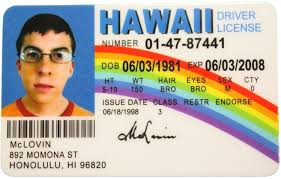 HAWAII DRIVER LICENSE
NUMBER 01-47-87441
DOB 06/03/1981 EXP 06/03/2008
HT WT HAIR EYES SEX CTY
5-10 150 BRO BRO M 0
ISSUE DATE CLASS RESTR ENDORSE
06/18/1998 3
McLovin
McLOVIN
892 MOMONA ST
HONOLULU, HI 96820